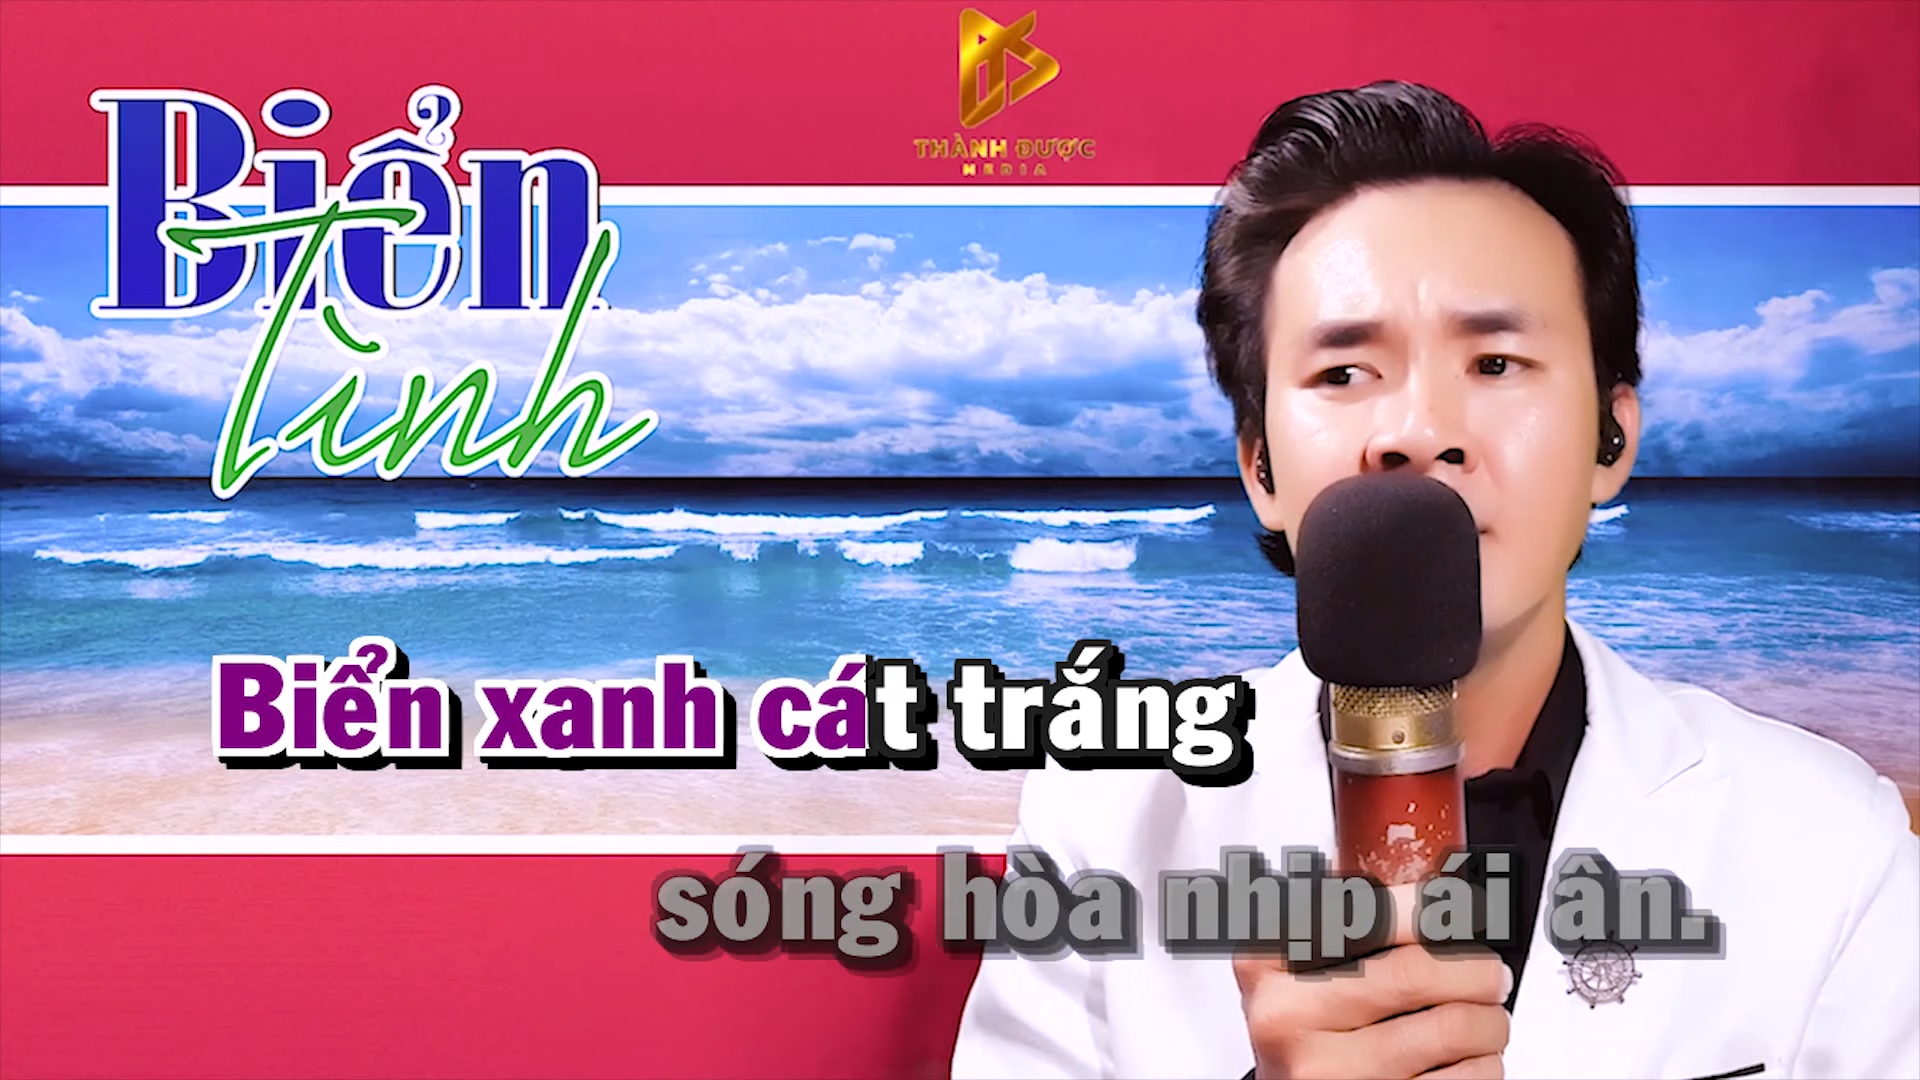 Biển
Tình
THÀNH ĐƯỢC
MEDIA
Biển xanh cát trắng
sóng hòa nhịp ái ân.